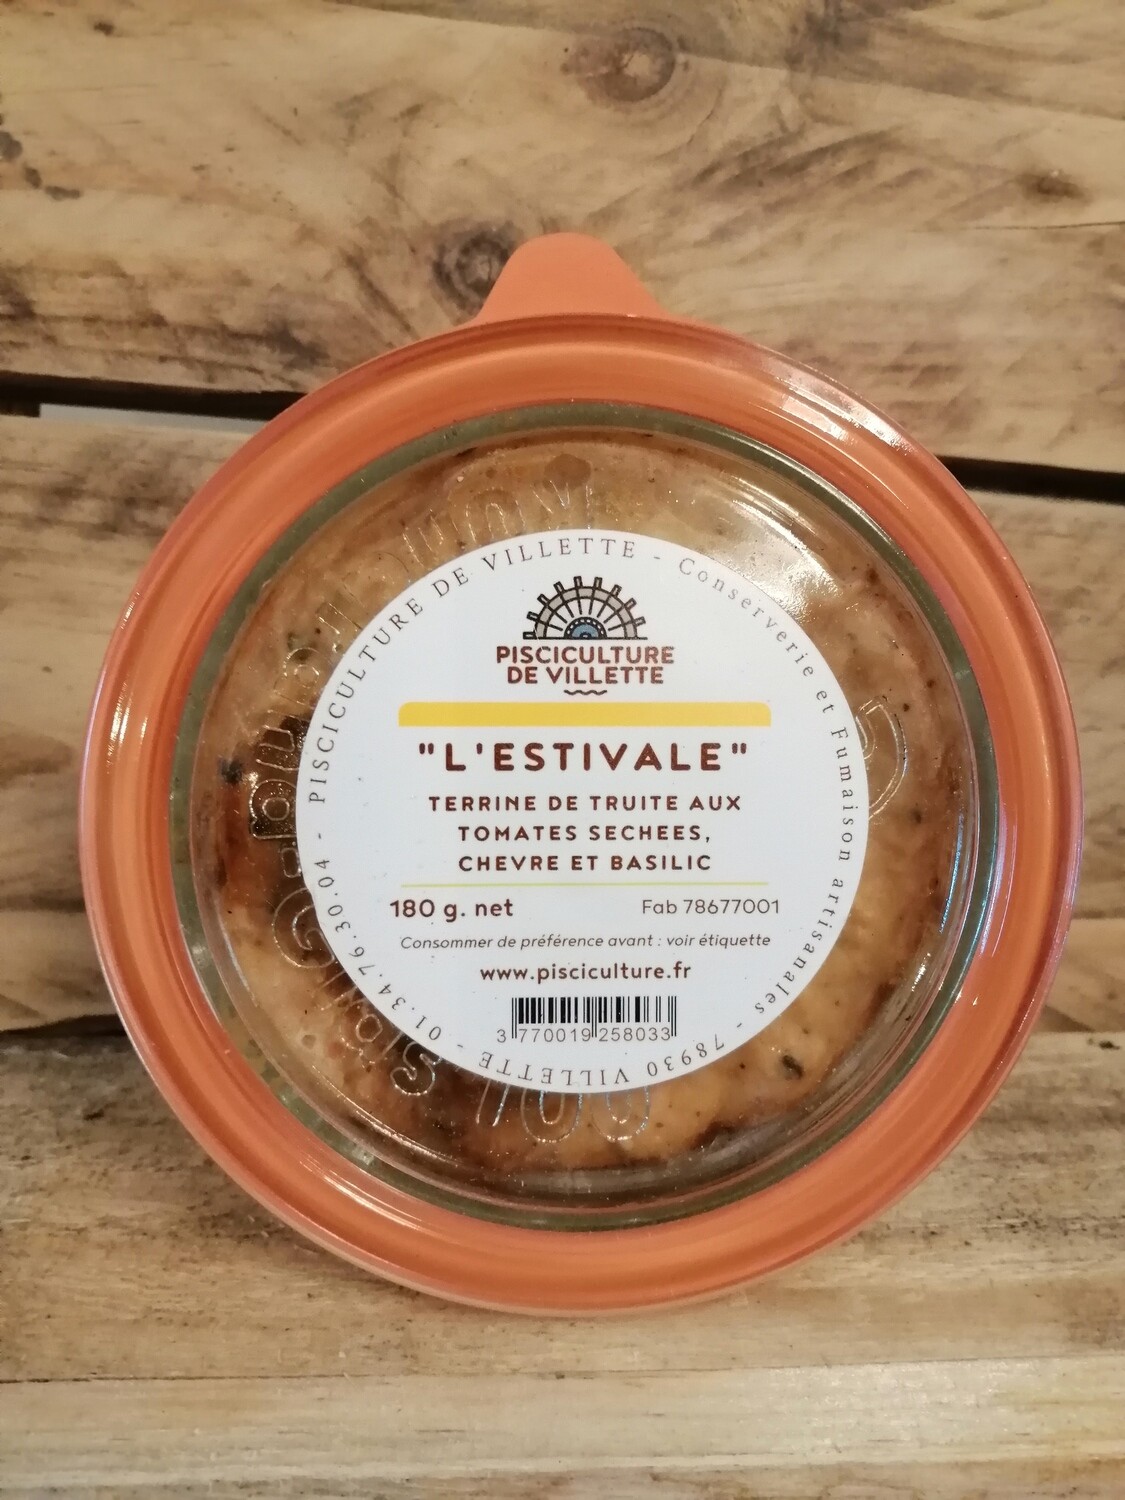 PISCICULTURE DE VILLETTE - Conserverie et Fumaison artisanales - 78930 VILLETTE - 01.34.76.30.04 -
PISCICULTURE
DE VILLETTE
"L'ESTIVALE"
TERRINE DE TRUITE AUX
TOMATES SECHEES,
CHEVRE ET BASILIC
180 g. net
Fab 78677001
Consommer de préférence avant : voir étiquette
www.pisciculture.fr
3 770019 258033